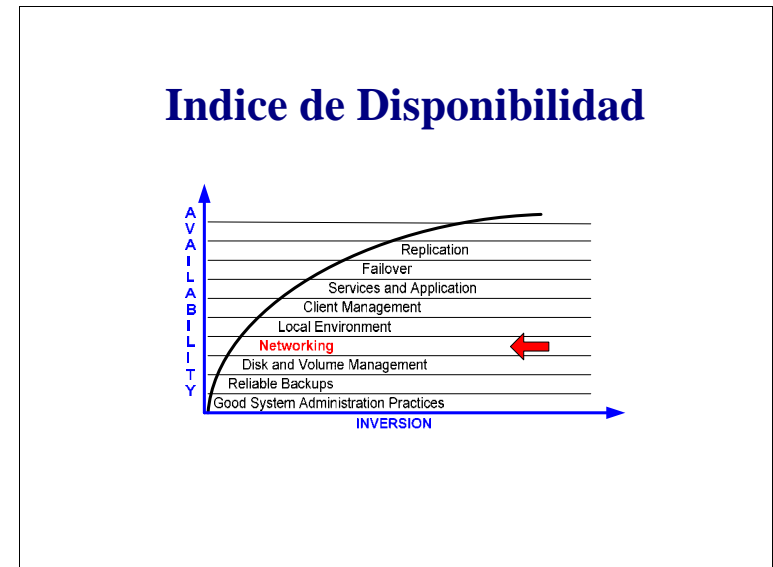 Indice de Disponibilidad
AVAILABILITY
Replication
Failover
Services and Application
Client Management
Local Environment
Networking
Disk and Volume Management
Reliable Backups
Good System Administration Practices
INVERSION